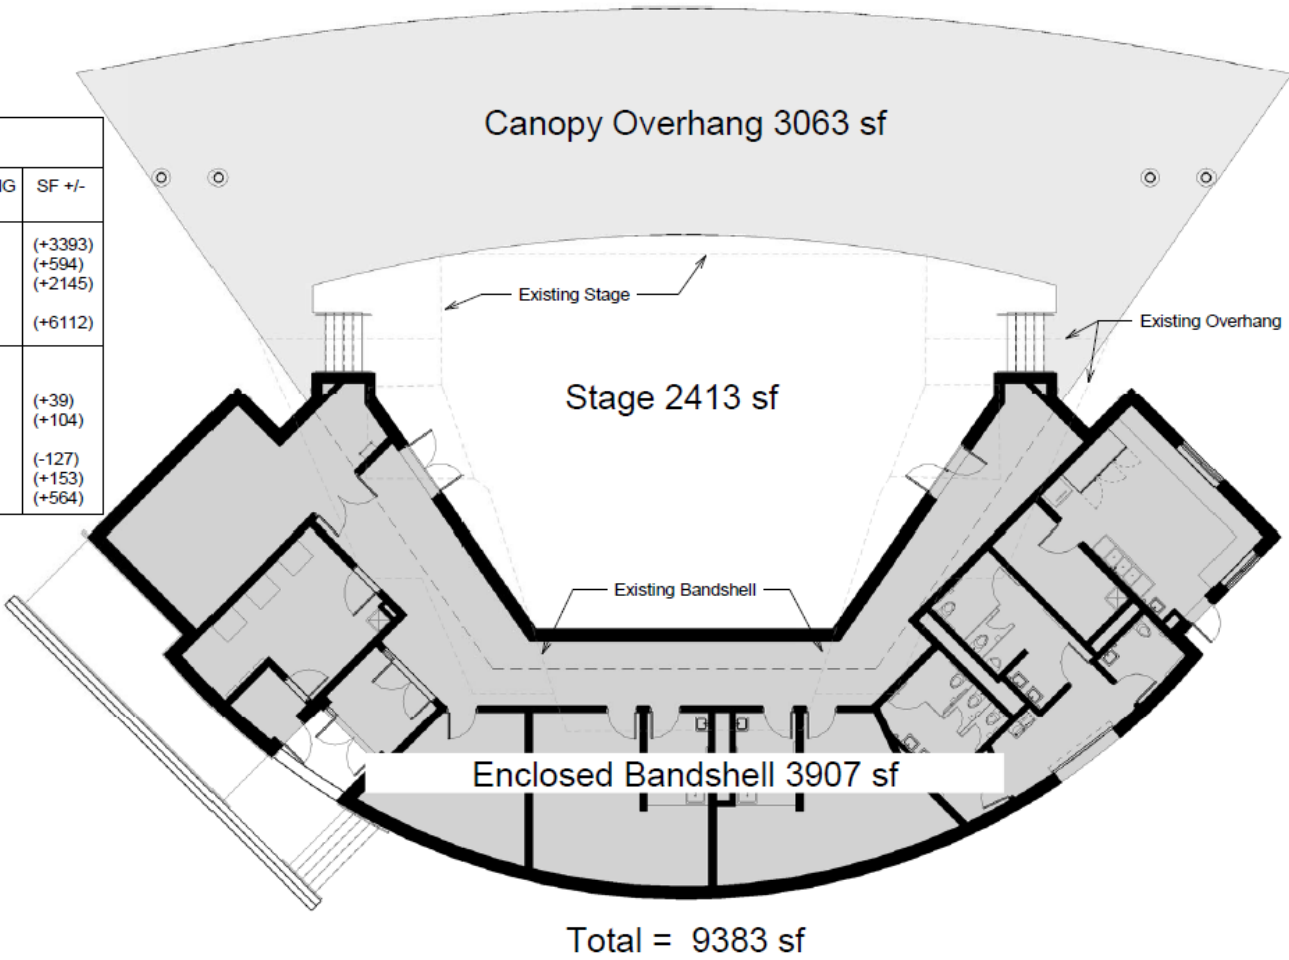 Canopy Overhang 3063 sf
SF +/-
(+3393)
(+594)
(+2145)
(+6112)
(+39)
(+104)
(-127)
(+153)
(+564)
Existing Stage
Existing Overhang
Stage 2413 sf
Existing Bandshell
Enclosed Bandshell 3907 sf
Total = 9383 sf